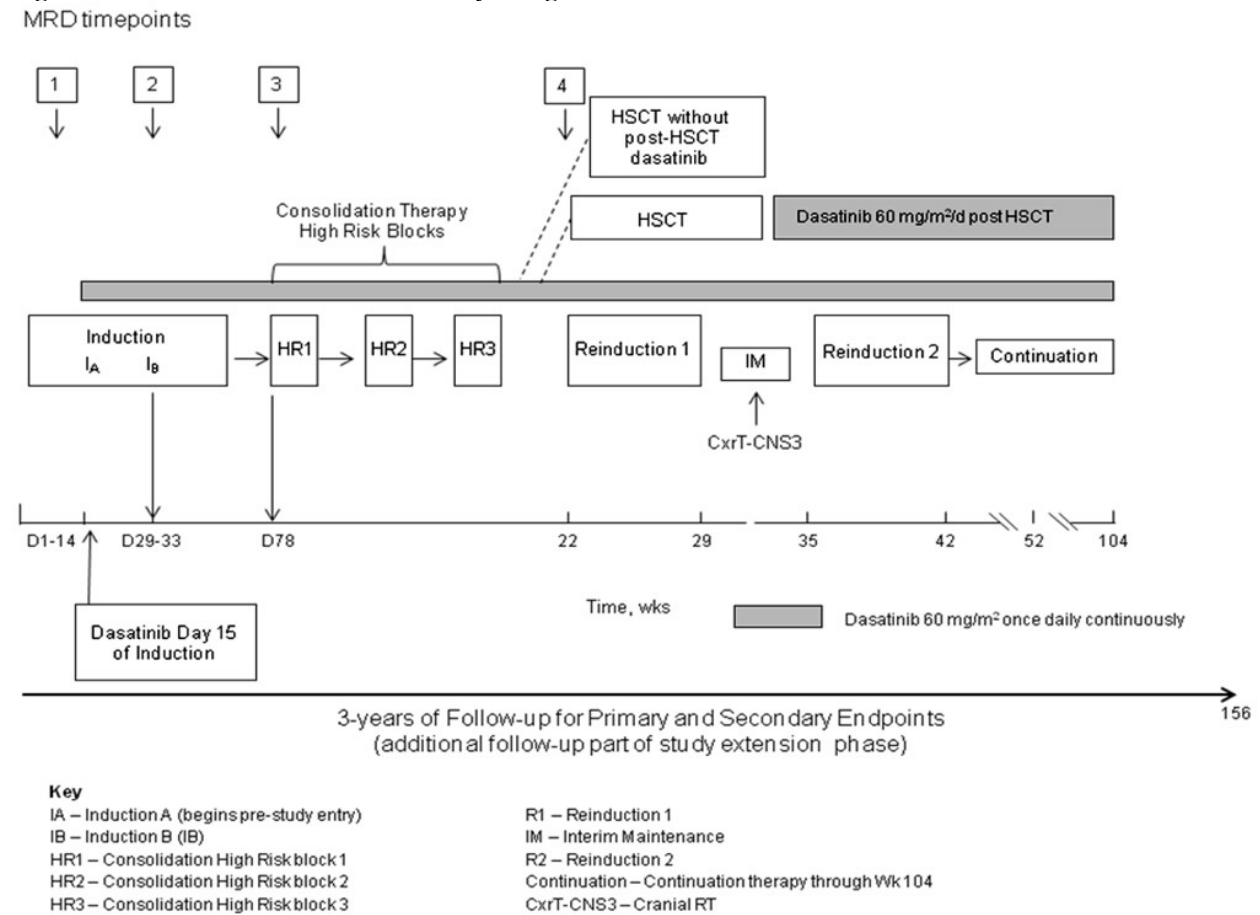 MRD timepoints
1
2
3
4
HSCT without
post-HSCT
dasatinib
Consolidation Therapy
High Risk Blocks
HSCT
Dasatinib 60 mg/m²/d post HSCT
Induction
IA IB
HR1
HR2
HR3
Reinduction 1
IM
Reinduction 2
Continuation
CxrT-CNS3
D1-14
D29-33
D78
22
29
35
42
52
104
Time, wks
Dasatinib 60 mg/m² once daily continuously
Dasatinib Day 15
of Induction
156
3-years of Follow-up for Primary and Secondary Endpoints
(additional follow-up part of study extension phase)
Key
IA – Induction A (begins pre-study entry)
IB – Induction B (IB)
HR1 – Consolidation High Risk block 1
HR2 – Consolidation High Risk block 2
HR3 – Consolidation High Risk block 3
R1 – Reinduction 1
IM – Interim Maintenance
R2 – Reinduction 2
Continuation – Continuation therapy through Wk 104
CxrT-CNS3 – Cranial RT